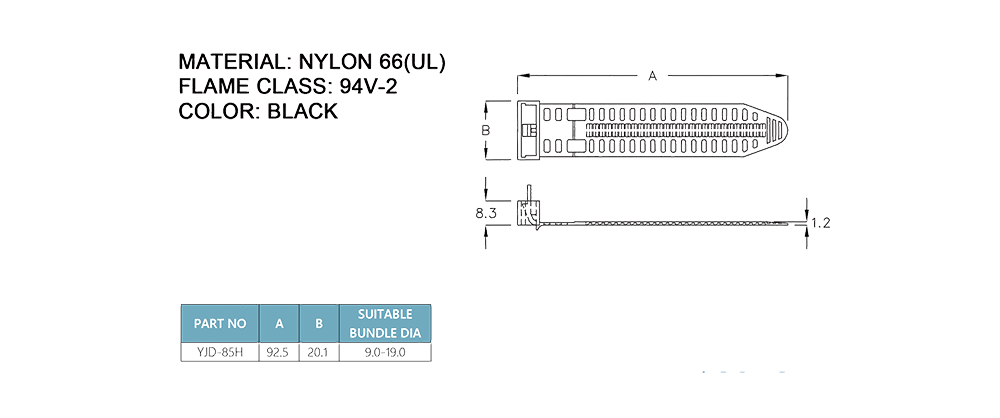 MATERIAL: NYLON 66(UL)
FLAME CLASS: 94V-2
COLOR: BLACK
A
B
8.3
1.2
PART NO A B SUITABLE BUNDLE DIA
YJD-85H 92.5 20.1 9.0-19.0